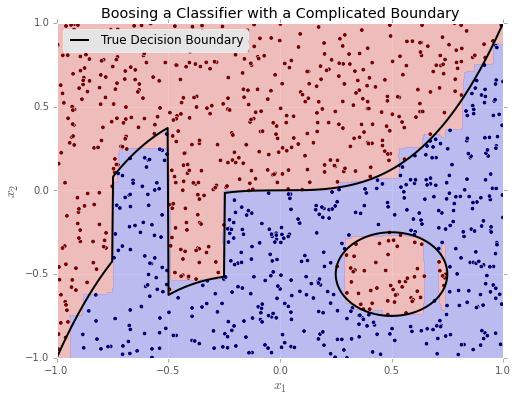 Boosing a Classifier with a Complicated Boundary
True Decision Boundary
1.0
0.5
0.0
−0.5
−1.0
x₂
−1.0 −0.5 0.0 0.5 1.0
x₁